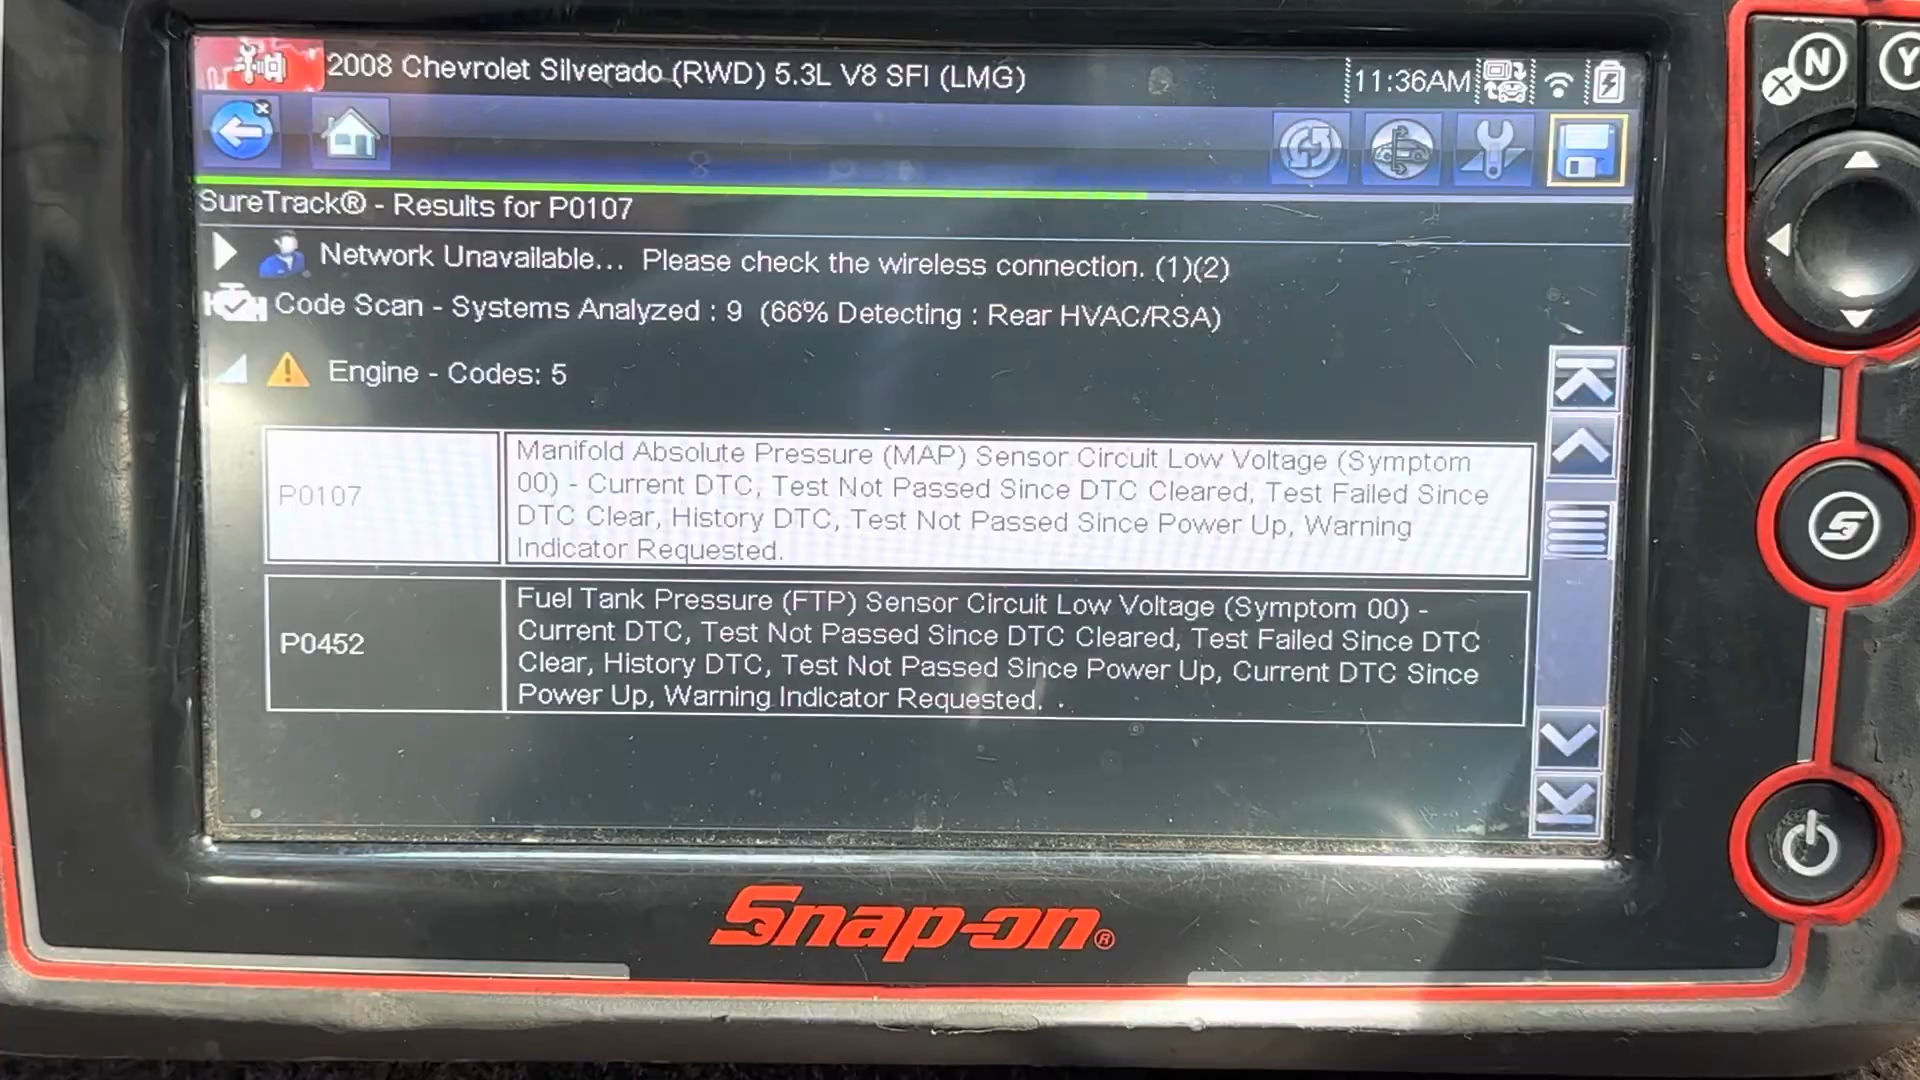 2008 Chevrolet Silverado (RWD) 5.3L V8 SFI (LMG)
11:36AM
N
Y
X
SureTrack® - Results for P0107
Network Unavailable... Please check the wireless connection. (1)(2)
Code Scan - Systems Analyzed : 9 (66% Detecting : Rear HVAC/RSA)
Engine - Codes: 5
P0107
Manifold Absolute Pressure (MAP) Sensor Circuit Low Voltage (Symptom
00) - Current DTC, Test Not Passed Since DTC Cleared, Test Failed Since
DTC Clear, History DTC, Test Not Passed Since Power Up, Warning
Indicator Requested.
P0452
Fuel Tank Pressure (FTP) Sensor Circuit Low Voltage (Symptom 00) -
Current DTC, Test Not Passed Since DTC Cleared, Test Failed Since DTC
Clear, History DTC, Test Not Passed Since Power Up, Current DTC Since
Power Up, Warning Indicator Requested.
S
Snap-on®